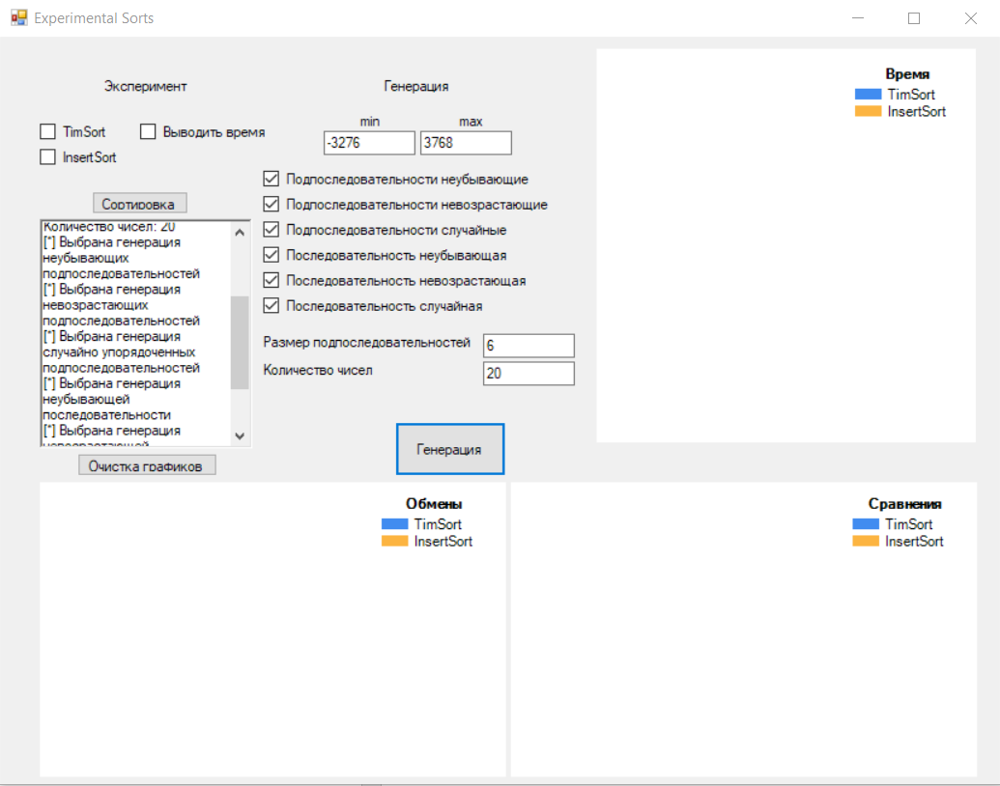 Experimental Sorts
Эксперимент
TimSort
Выводить время
InsertSort
Сортировка
Количество чисел: 20
[*] Выбрана генерация
неубывающих
подпоследовательностей
[*] Выбрана генерация
невозрастающих
подпоследовательностей
[*] Выбрана генерация
случайно упорядоченных
подпоследовательностей
[*] Выбрана генерация
неубывающей
последовательности
[*] Выбрана генерация
невозрастающей
Очистка графиков
Генерация
min
max
-3276
3768
Подпоследовательности неубывающие
Подпоследовательности невозрастающие
Подпоследовательности случайные
Последовательность неубывающая
Последовательность невозрастающая
Последовательность случайная
Размер подпоследовательностей
6
Количество чисел
20
Генерация
Время
TimSort
InsertSort
Обмены
TimSort
InsertSort
Сравнения
TimSort
InsertSort